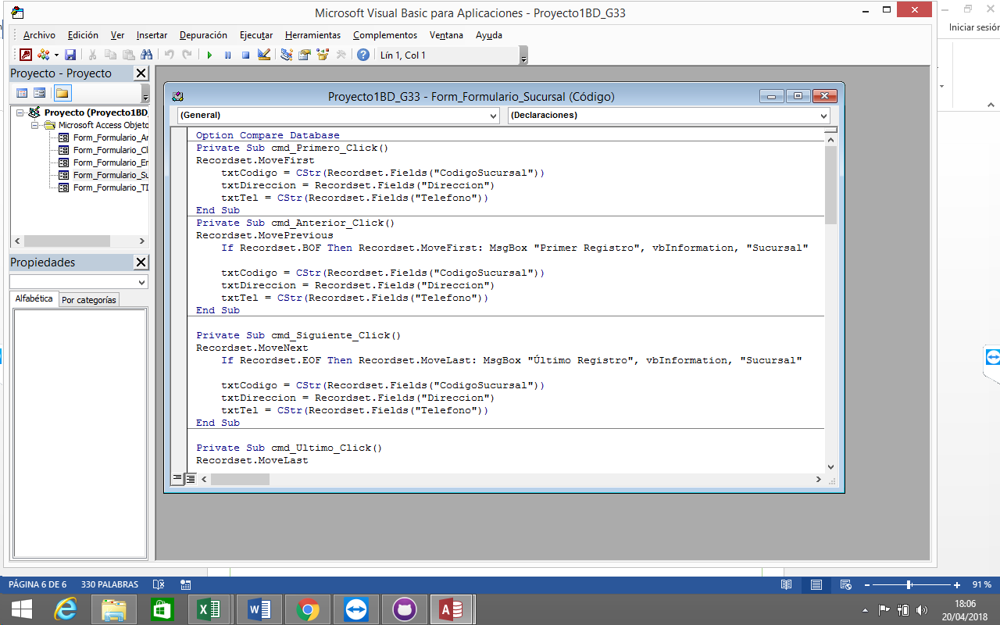 Microsoft Visual Basic para Aplicaciones - Proyecto1BD_G33
Iniciar sesión
Archivo Edición Ver Insertar Depuración Ejecutar Herramientas Complementos Ventana Ayuda
Lín 1, Col 1
Proyecto - Proyecto
Proyecto (Proyecto1BD_
Microsoft Access Objeto
Form_Formulario_Ar
Form_Formulario_Cl
Form_Formulario_Em
Form_Formulario_Su
Form_Formulario_TI
Propiedades
Alfabética Por categorías
Proyecto1BD_G33 - Form_Formulario_Sucursal (Código)
(General) (Declaraciones)
Option Compare Database
Private Sub cmd_Primero_Click()
Recordset.MoveFirst
txtCodigo = CStr(Recordset.Fields("CodigoSucursal"))
txtDireccion = Recordset.Fields("Direccion")
txtTel = CStr(Recordset.Fields("Telefono"))
End Sub
Private Sub cmd_Anterior_Click()
Recordset.MovePrevious
If Recordset.BOF Then Recordset.MoveFirst: MsgBox "Primer Registro", vbInformation, "Sucursal"
txtCodigo = CStr(Recordset.Fields("CodigoSucursal"))
txtDireccion = Recordset.Fields("Direccion")
txtTel = CStr(Recordset.Fields("Telefono"))
End Sub
Private Sub cmd_Siguiente_Click()
Recordset.MoveNext
If Recordset.EOF Then Recordset.MoveLast: MsgBox "Último Registro", vbInformation, "Sucursal"
txtCodigo = CStr(Recordset.Fields("CodigoSucursal"))
txtDireccion = Recordset.Fields("Direccion")
txtTel = CStr(Recordset.Fields("Telefono"))
End Sub
Private Sub cmd_Ultimo_Click()
Recordset.MoveLast
PÁGINA 6 DE 6 330 PALABRAS 91 %
18:06
20/04/2018